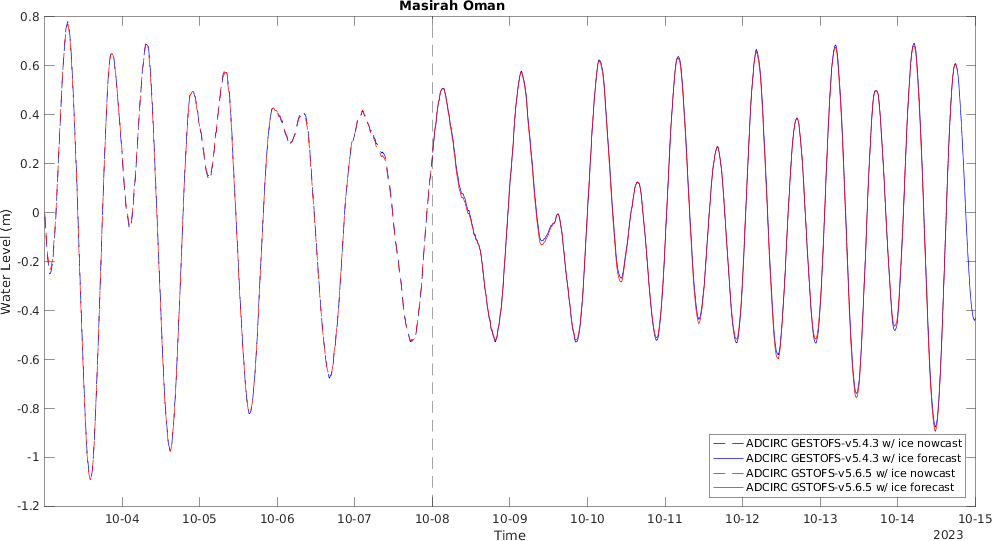 Masirah Oman
0.8
0.6
0.4
0.2
0
-0.2
-0.4
-0.6
-0.8
-1
-1.2
Water Level (m)
10-04 10-05 10-06 10-07 10-08 10-09 10-10 10-11 10-12 10-13 10-14 10-15
Time
2023
ADCIRC GESTOFS-v5.4.3 w/ ice nowcast
ADCIRC GESTOFS-v5.4.3 w/ ice forecast
ADCIRC GSTOFS-v5.6.5 w/ ice nowcast
ADCIRC GSTOFS-v5.6.5 w/ ice forecast